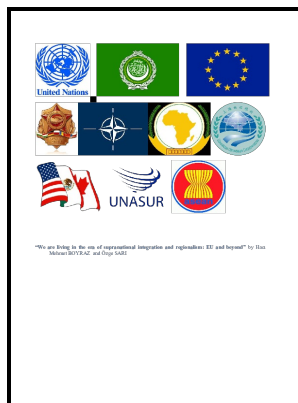 United Nations
UNASUR
"We are living in the era of supranational integration and regionalism: EU and beyond" by Hacı
Mehmet BOYRAZ and Özge SARI